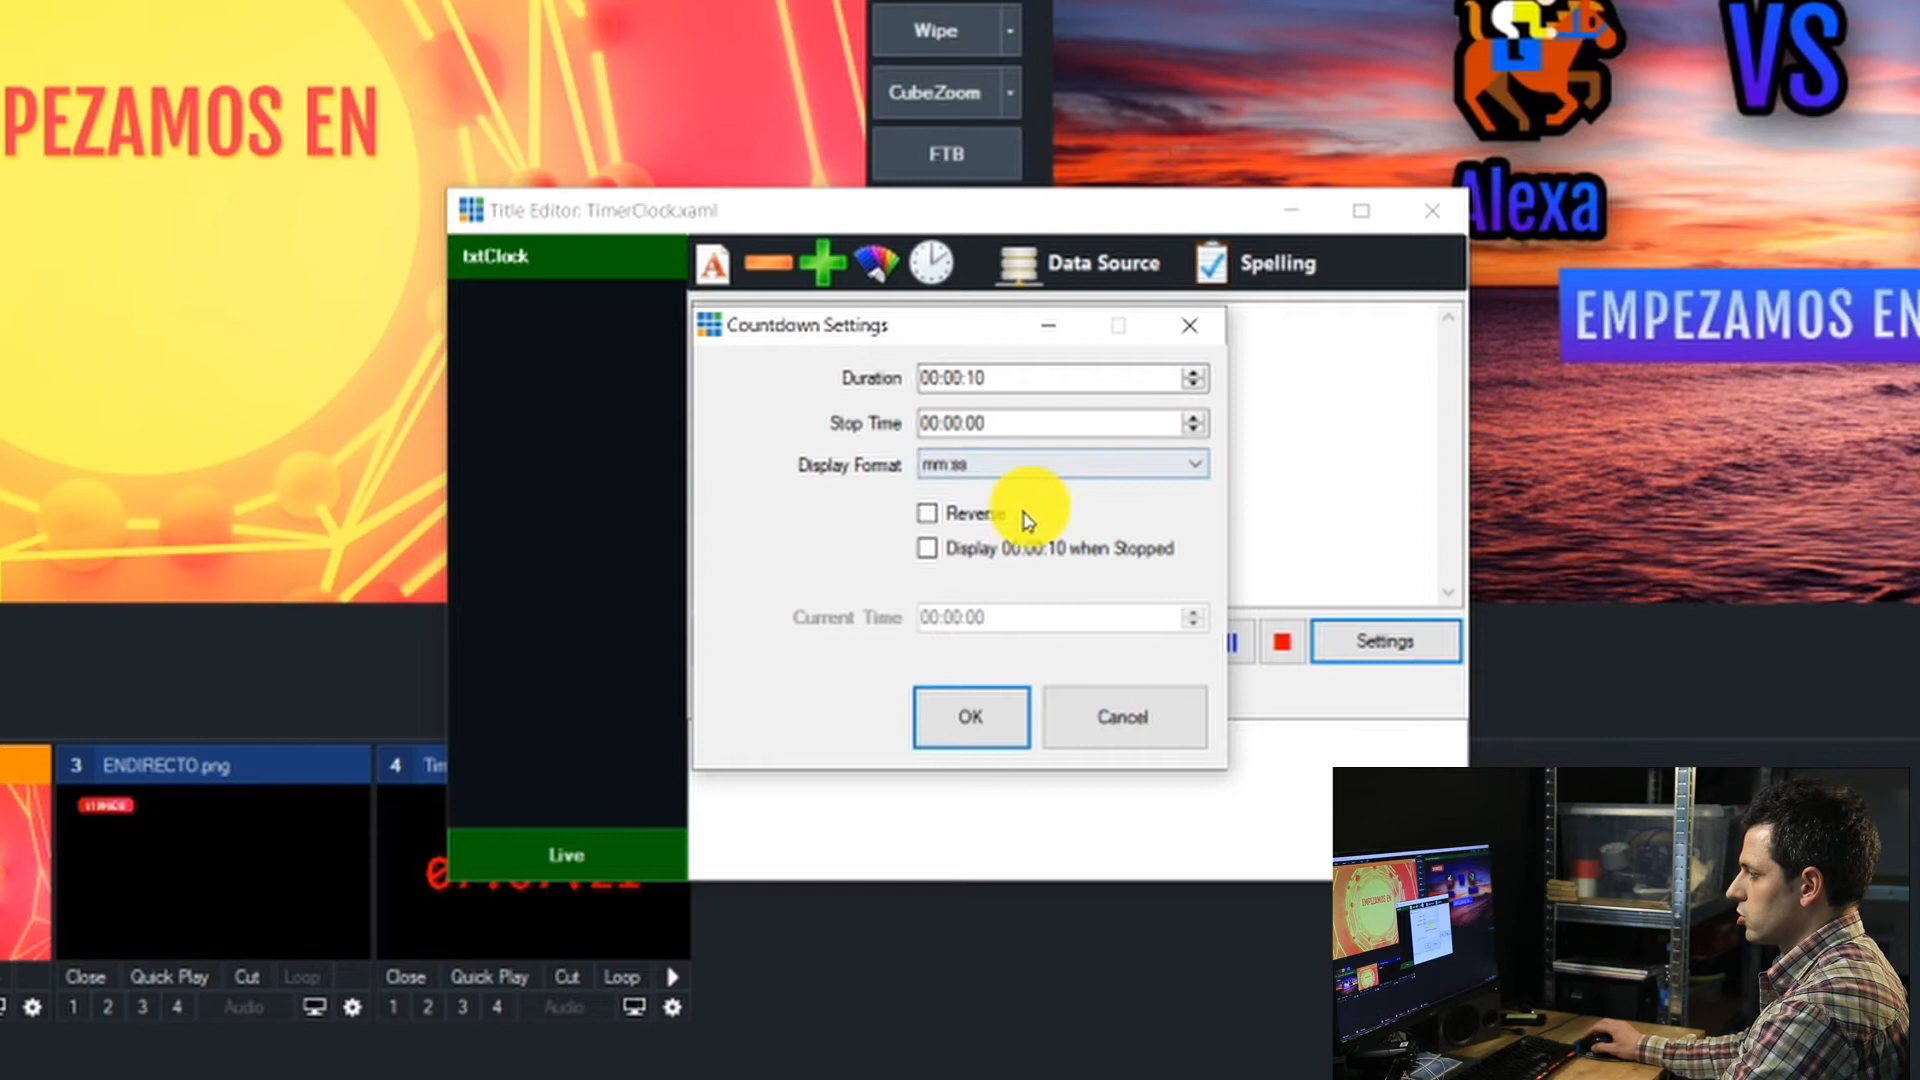 PEZAMOS EN
Wipe
CubeZoom
FTB
VS
Alexa
EMPEZAMOS EN
Title Editor: TimerClock.xaml
txtClock
Data Source
Spelling
Countdown Settings
Duration 00:00:10
Stop Time 00:00:00
Display Format mm:ss
Reverse
Display 00:00:10 when Stopped
Current Time 00:00:00
OK
Cancel
Settings
Live
3 ENDIRECTO.png
4 Tim
Close Quick Play Cut Loop
Close Quick Play Cut Loop
1 2 3 4 Audio
1 2 3 4 Audio